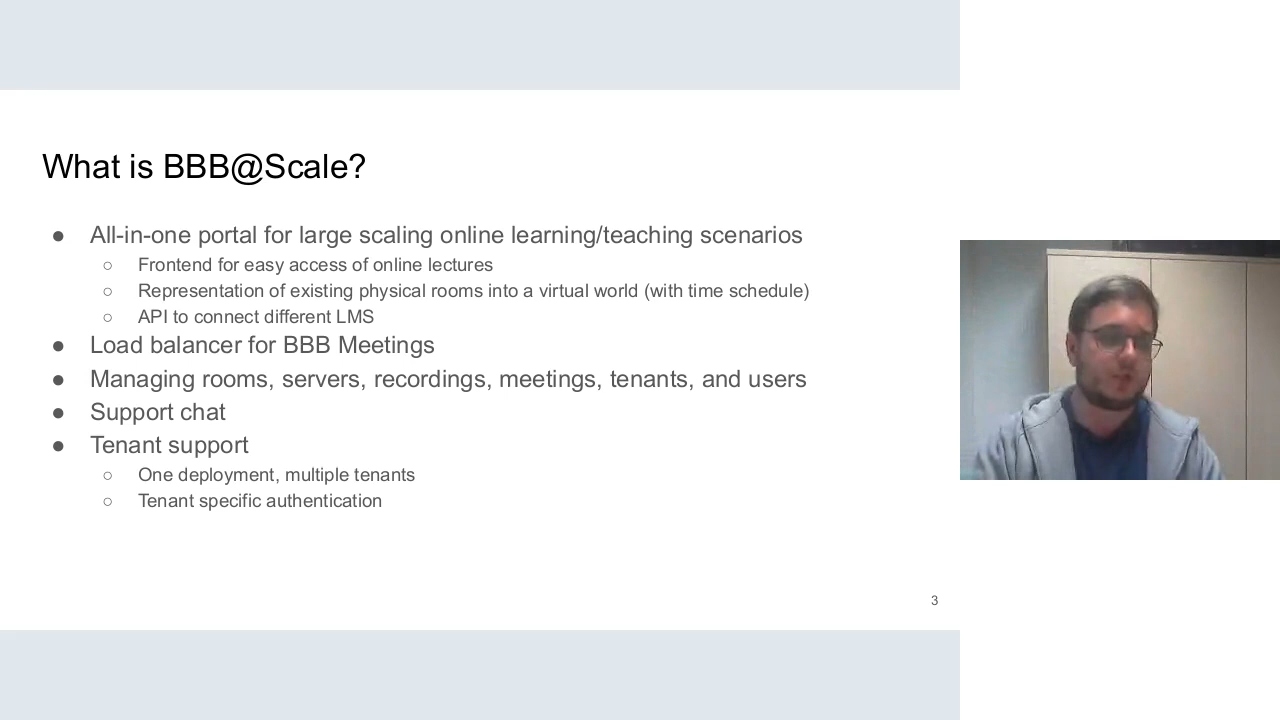 What is BBB@Scale?
● All-in-one portal for large scaling online learning/teaching scenarios
○ Frontend for easy access of online lectures
○ Representation of existing physical rooms into a virtual world (with time schedule)
○ API to connect different LMS
● Load balancer for BBB Meetings
● Managing rooms, servers, recordings, meetings, tenants, and users
● Support chat
● Tenant support
○ One deployment, multiple tenants
○ Tenant specific authentication
3